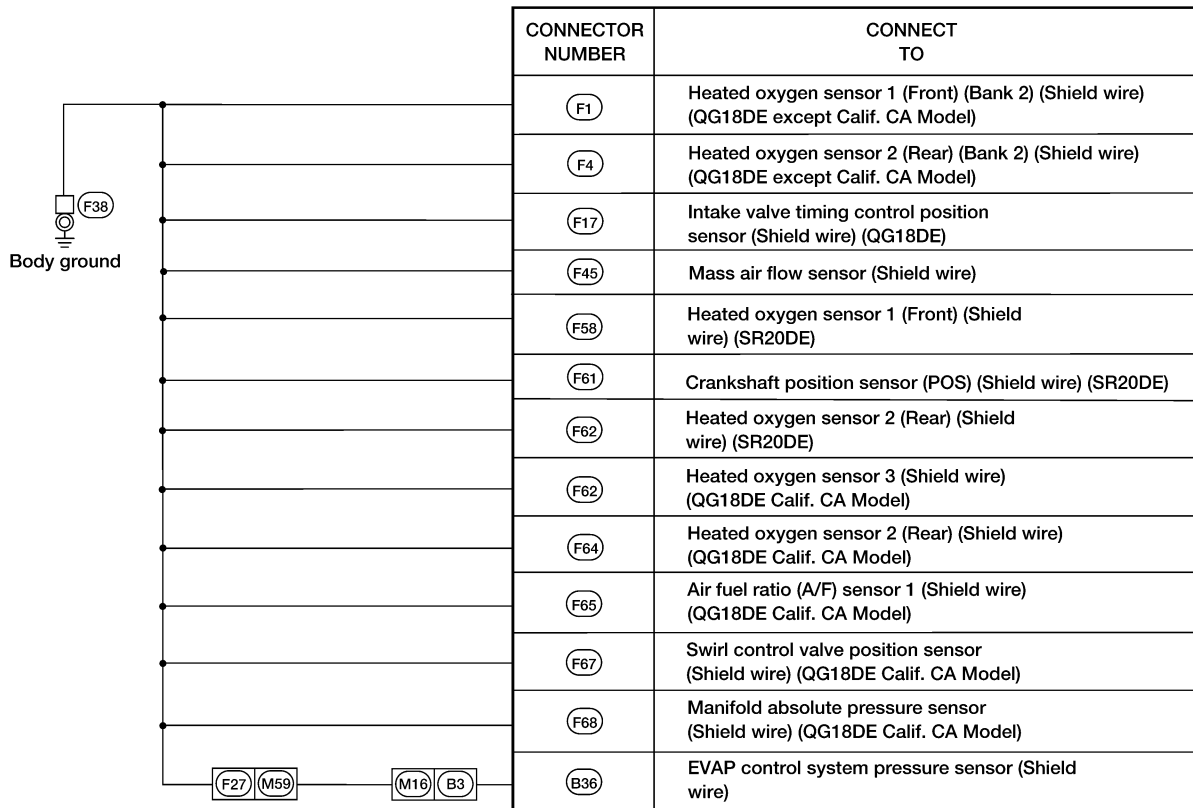 CONNECTOR
NUMBER
CONNECT
TO
F1
Heated oxygen sensor 1 (Front) (Bank 2) (Shield wire)
(QG18DE except Calif. CA Model)
F4
Heated oxygen sensor 2 (Rear) (Bank 2) (Shield wire)
(QG18DE except Calif. CA Model)
F38
Body ground
F17
Intake valve timing control position
sensor (Shield wire) (QG18DE)
F45
Mass air flow sensor (Shield wire)
F58
Heated oxygen sensor 1 (Front) (Shield
wire) (SR20DE)
F61
Crankshaft position sensor (POS) (Shield wire) (SR20DE)
F62
Heated oxygen sensor 2 (Rear) (Shield
wire) (SR20DE)
F62
Heated oxygen sensor 3 (Shield wire)
(QG18DE Calif. CA Model)
F64
Heated oxygen sensor 2 (Rear) (Shield wire)
(QG18DE Calif. CA Model)
F65
Air fuel ratio (A/F) sensor 1 (Shield wire)
(QG18DE Calif. CA Model)
F67
Swirl control valve position sensor
(Shield wire) (QG18DE Calif. CA Model)
F68
Manifold absolute pressure sensor
(Shield wire) (QG18DE Calif. CA Model)
F27 M59 M16 B3
B36
EVAP control system pressure sensor (Shield
wire)